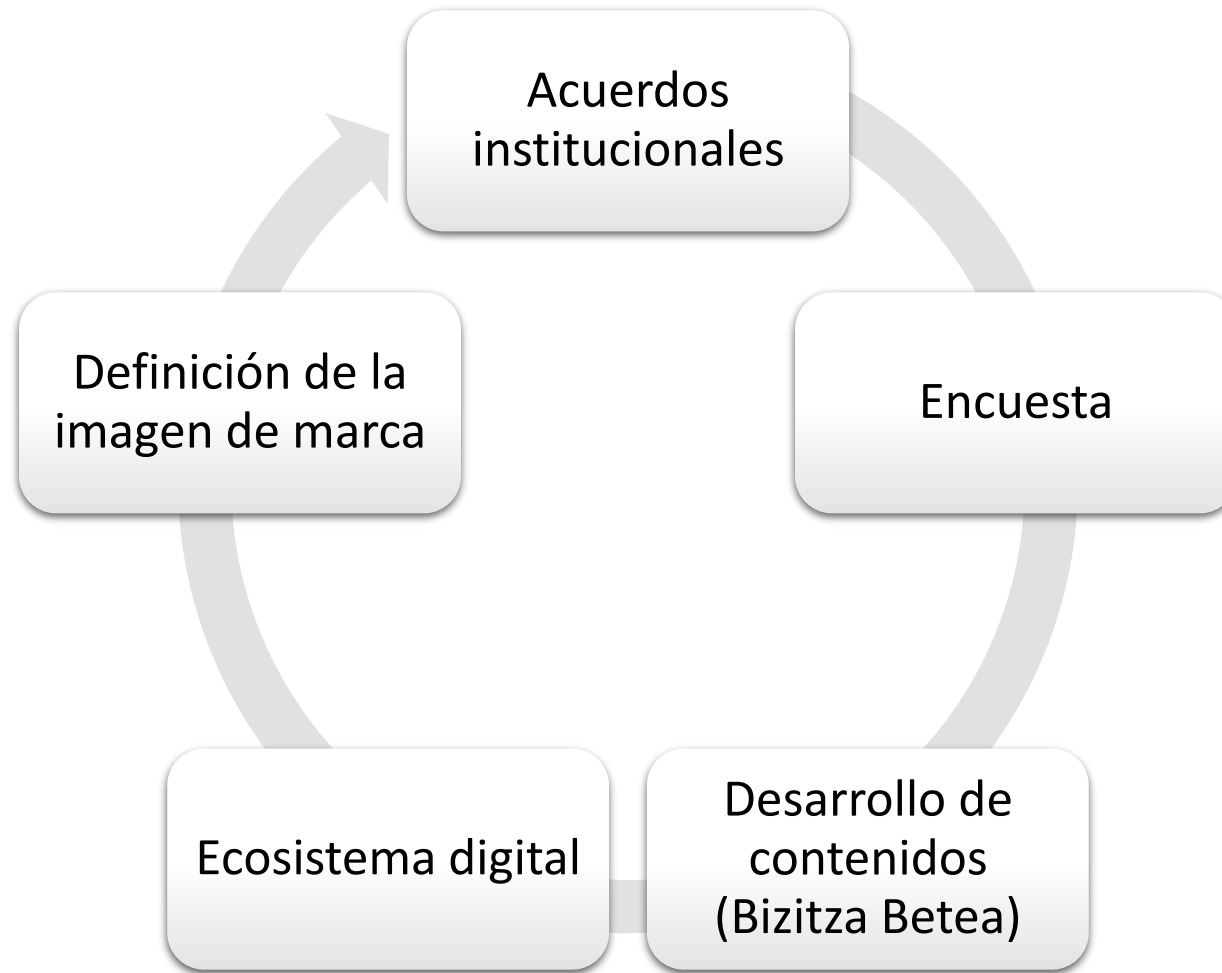 Acuerdos
institucionales
Encuesta
Desarrollo de
contenidos
(Bizitza Betea)
Ecosistema digital
Definición de la
imagen de marca